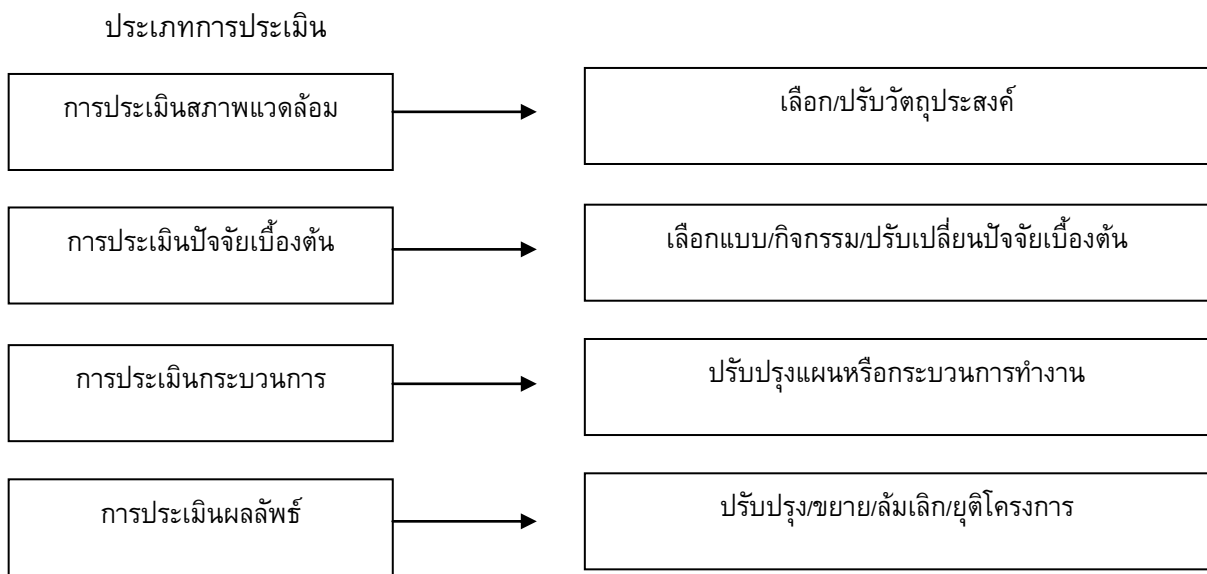 ประเภทการประเมิน
การประเมินสภาพแวดล้อม
เลือก/ปรับวัตถุประสงค์
การประเมินปัจจัยเบื้องต้น
เลือกแบบ/กิจกรรม/ปรับเปลี่ยนปัจจัยเบื้องต้น
การประเมินกระบวนการ
ปรับปรุงแผนหรือกระบวนการทำงาน
การประเมินผลลัพธ์
ปรับปรุง/ขยาย/ล้มเลิก/ยุติโครงการ